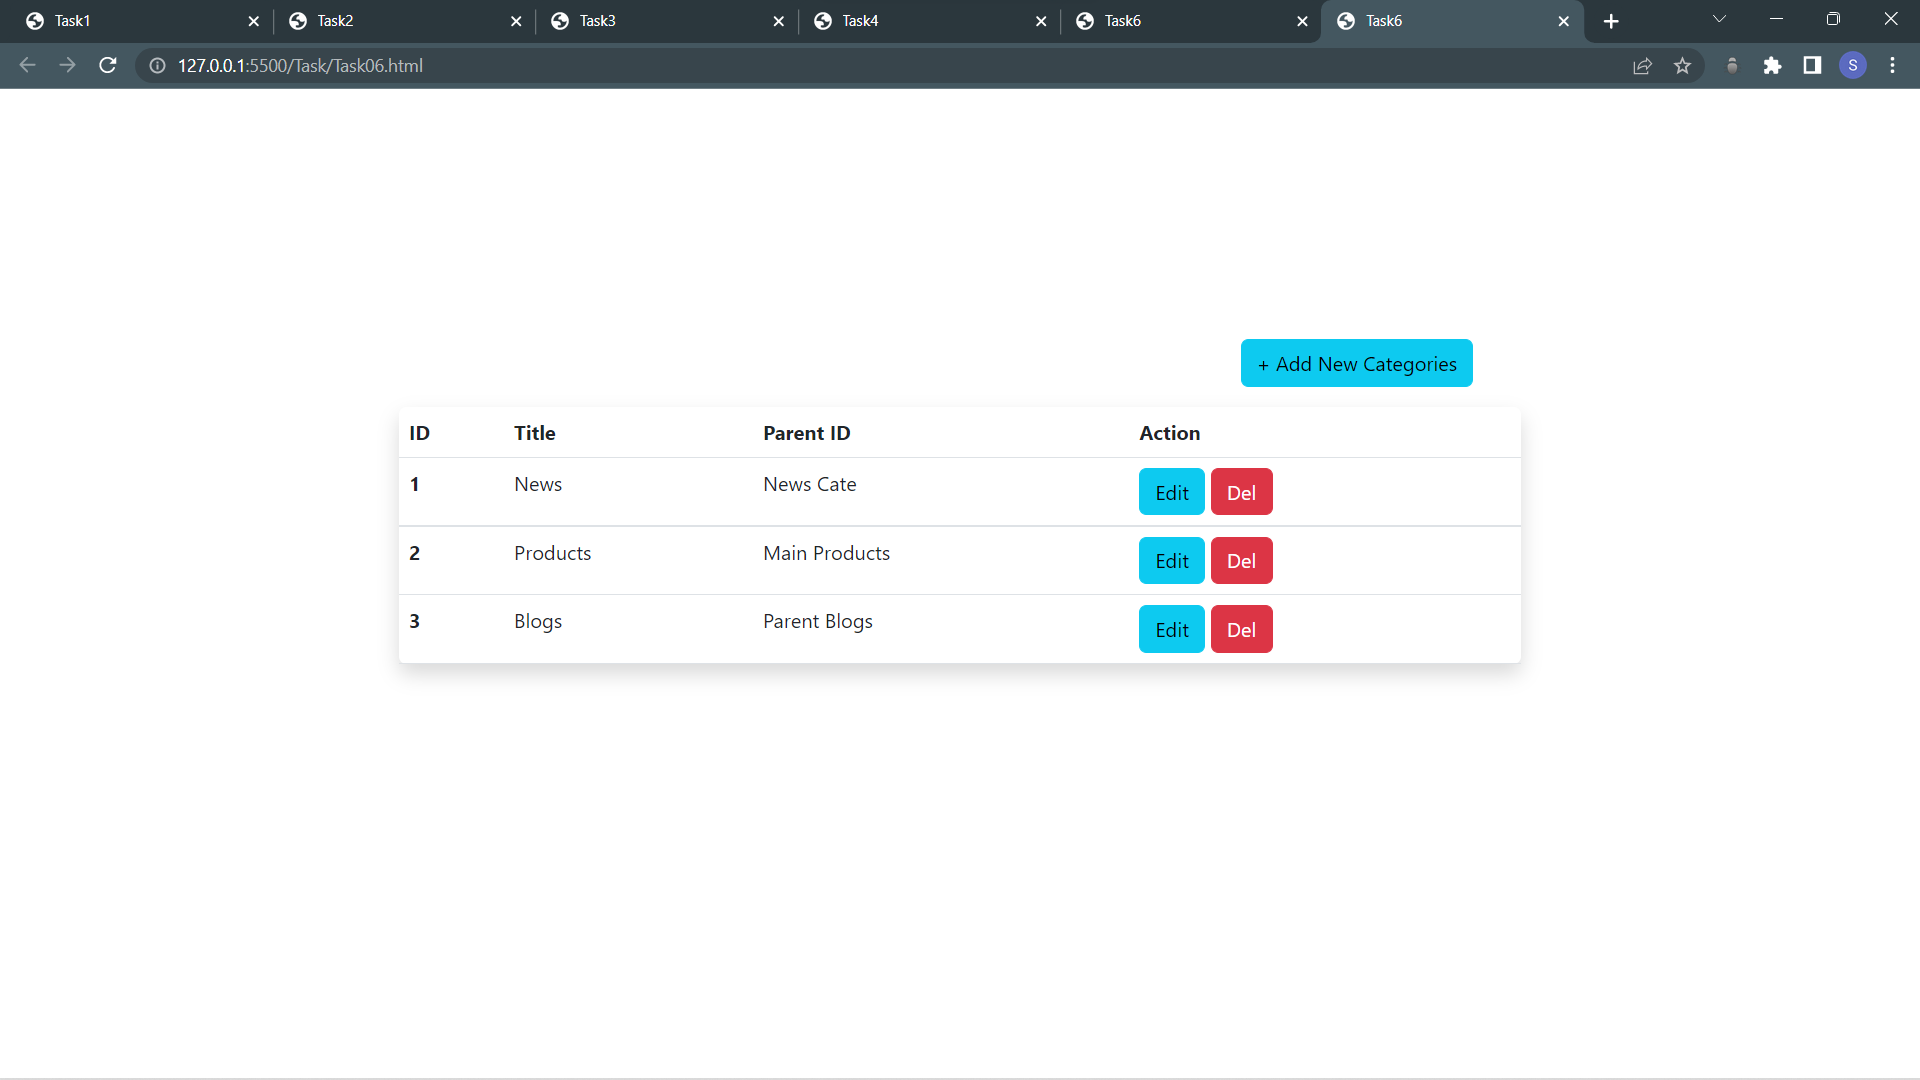 Task1 Task2 Task3 Task4 Task6 Task6
127.0.0.1:5500/Task/Task06.html S
+ Add New Categories
ID Title Parent ID Action
1 News News Cate Edit Del
2 Products Main Products Edit Del
3 Blogs Parent Blogs Edit Del